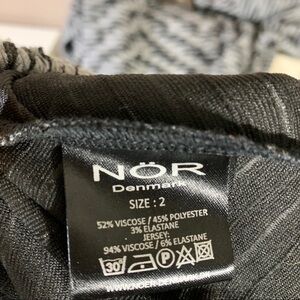 NÖR
Denmark
SIZE : 2
52% VISCOSE / 45% POLYESTER
3% ELASTANE
JERSEY:
94% VISCOSE / 6% ELASTANE
30° P